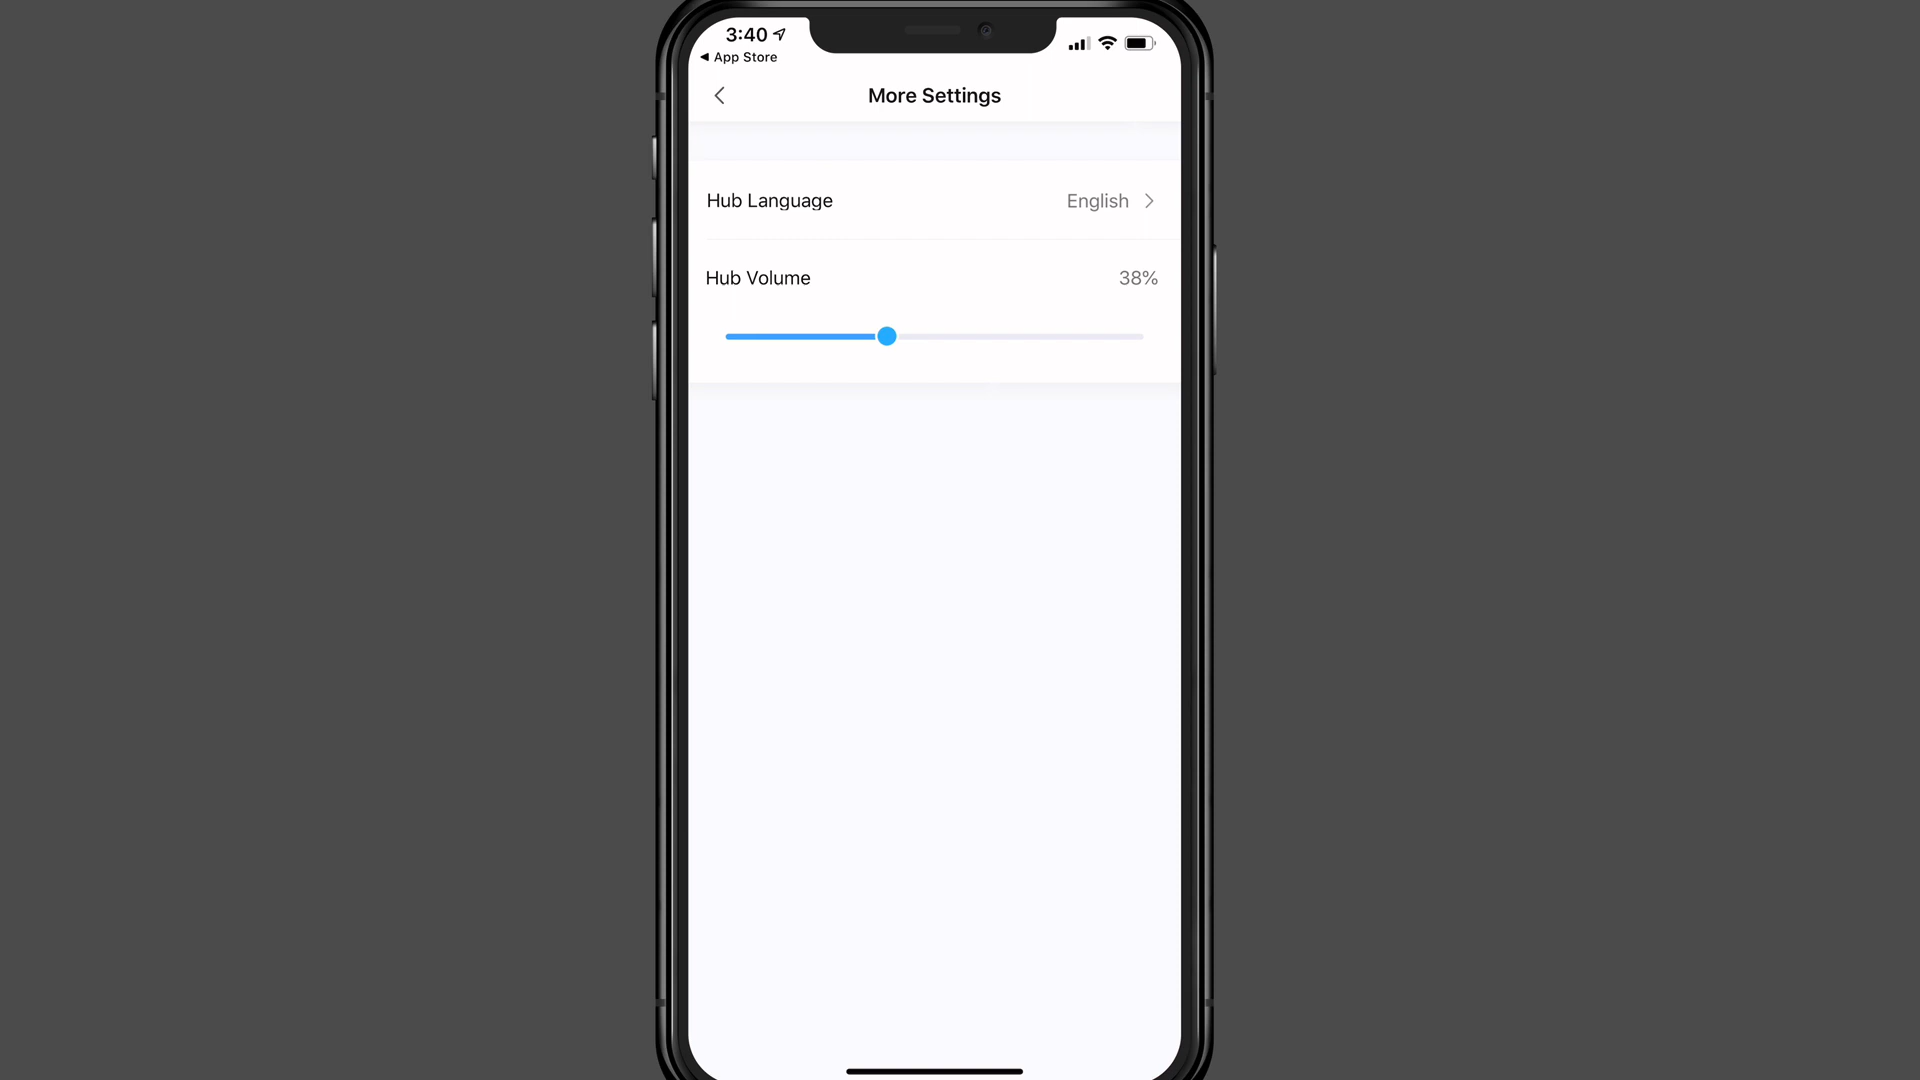 3:40
◀ App Store
More Settings
Hub Language English
Hub Volume 38%